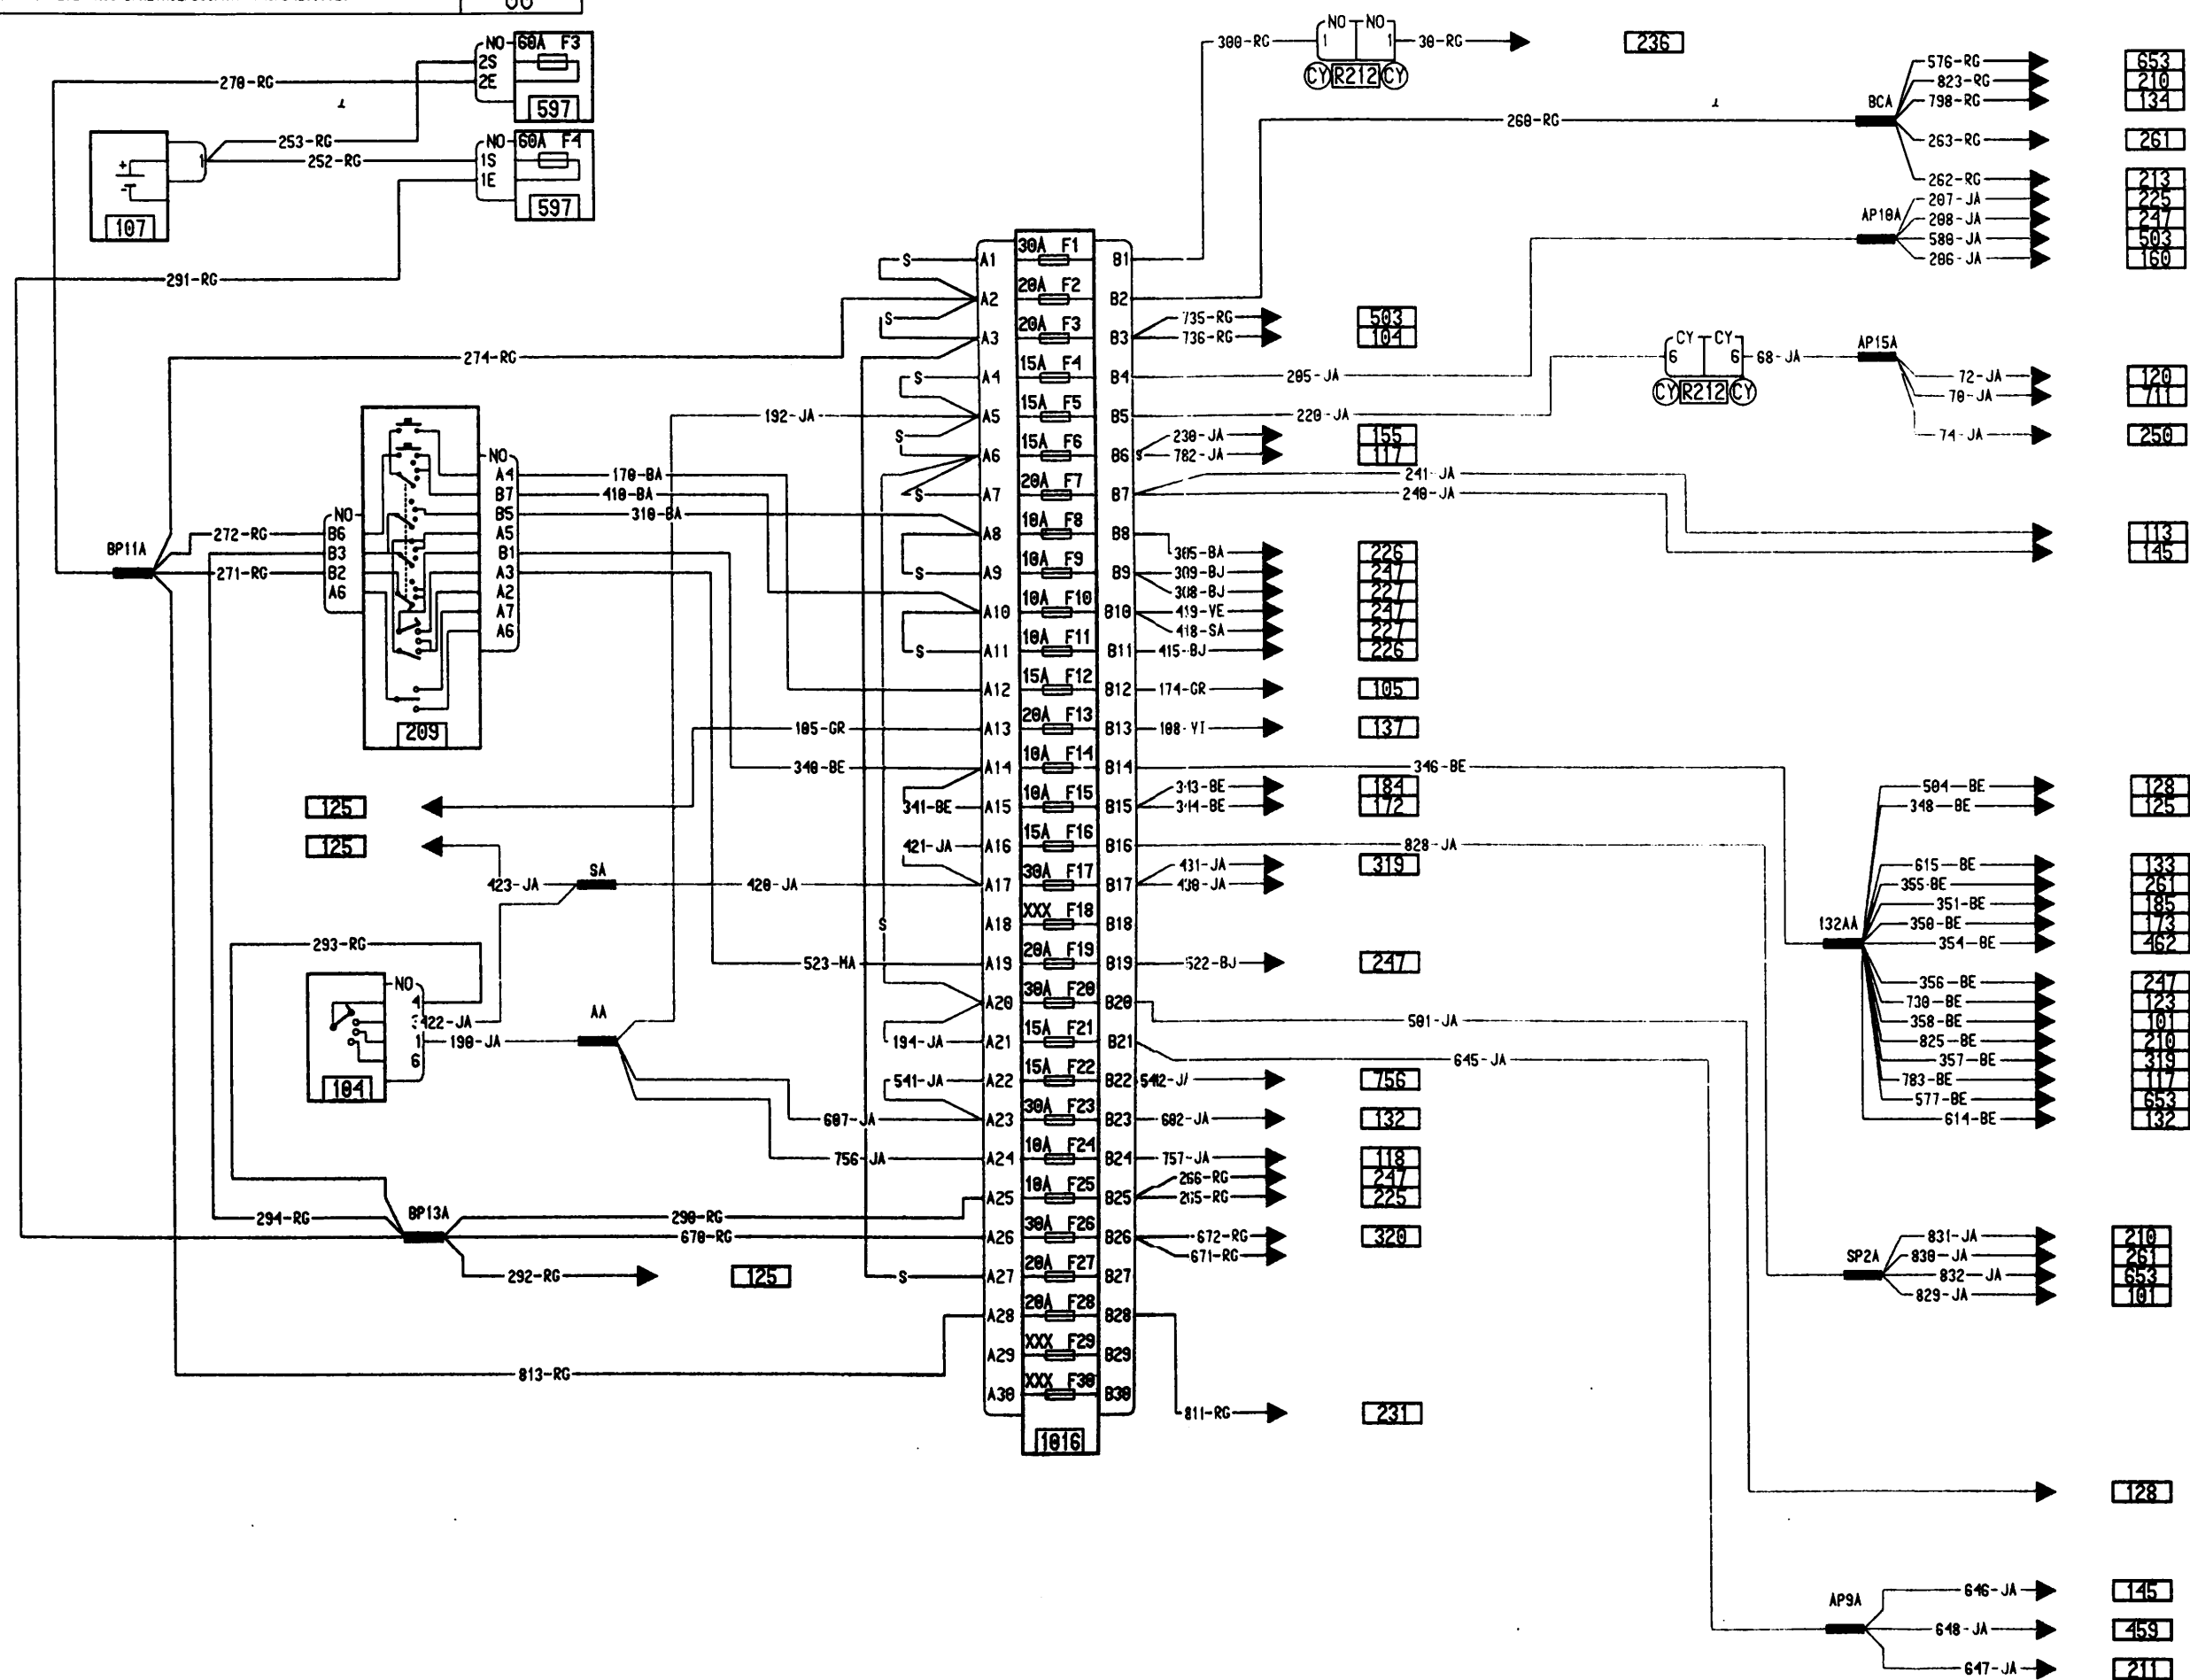 300-RG
NO NO
1 1
30-RG
236
CY R212 CY
NO 60A F3
2S
2E
597
270-RG
253-RG
252-RG
NO 60A F4
1S
1E
597
107
1
+
-
291-RG
274-RG
260-RG
BCA
576-RG 653
823-RG 210
798-RG 134
263-RG 261
262-RG 213
AP10A
207-JA 225
208-JA 247
580-JA 503
206-JA 160
S A1 30A F1 B1
A2 20A F2 B2
S A3 20A F3 B3
735-RG 503
736-RG 104
S A4 15A F4 B4 205-JA
192-JA A5 15A F5 B5 220-JA
CY CY
6 6
68-JA
CY R212 CY
AP15A
72-JA 120
70-JA 711
74-JA 250
S A6 15A F6 B6
230-JA 155
782-JA 117
S A7 20A F7 B7
241-JA 113
240-JA 145
A8 10A F8 B8
305-BA 226
S A9 10A F9 B9
309-BJ 247
308-BJ 227
A10 10A F10 B10
419-VE 247
418-SA 227
S A11 10A F11 B11 415-BJ 226
A12 15A F12 B12 174-GR 105
105-GR A13 20A F13 B13 108-VI 137
340-BE A14 10A F14 B14 346-BE
341-BE A15 10A F15 B15
343-BE 184
344-BE 172
421-JA A16 15A F16 B16 828-JA
420-JA A17 30A F17 B17
431-JA 319
430-JA
A18 XXX F18 B18
S
523-MA A19 20A F19 B19 522-BJ 247
A20 30A F20 B20 501-JA
194-JA A21 15A F21 B21 645-JA
541-JA A22 15A F22 B22 756
607-JA A23 30A F23 B23 602-JA 132
756-JA A24 10A F24 B24 757-JA 118
290-RG A25 10A F25 B25
266-RG 247
265-RG 225
670-RG A26 30A F26 B26
672-RG 320
671-RG
S A27 20A F27 B27
A28 20A F28 B28
A29 XXX F29 B29
A30 XXX F30 B30
813-RG
811-RG 231
1016
BP11A
272-RG
271-RG
NO
B6
B3
B2
A6
NO
A4 170-BA
B7 410-BA
B5 310-BA
A5
B1
A3
A2
A7
A6
209
125
125
423-JA
SA
293-RG
NO
4
3 422-JA
1 190-JA
6
104
AA
294-RG
BP13A
292-RG 125
132AA
504-BE 128
348-BE 125
615-BE 133
355-BE 261
351-BE 185
350-BE 173
354-BE 462
356-BE 247
730-BE 123
358-BE 101
825-BE 210
357-BE 319
783-BE 117
577-BE 653
614-BE 132
SP2A
831-JA 210
830-JA 261
832-JA 653
829-JA 101
128
AP9A
646-JA 145
648-JA 459
647-JA 211